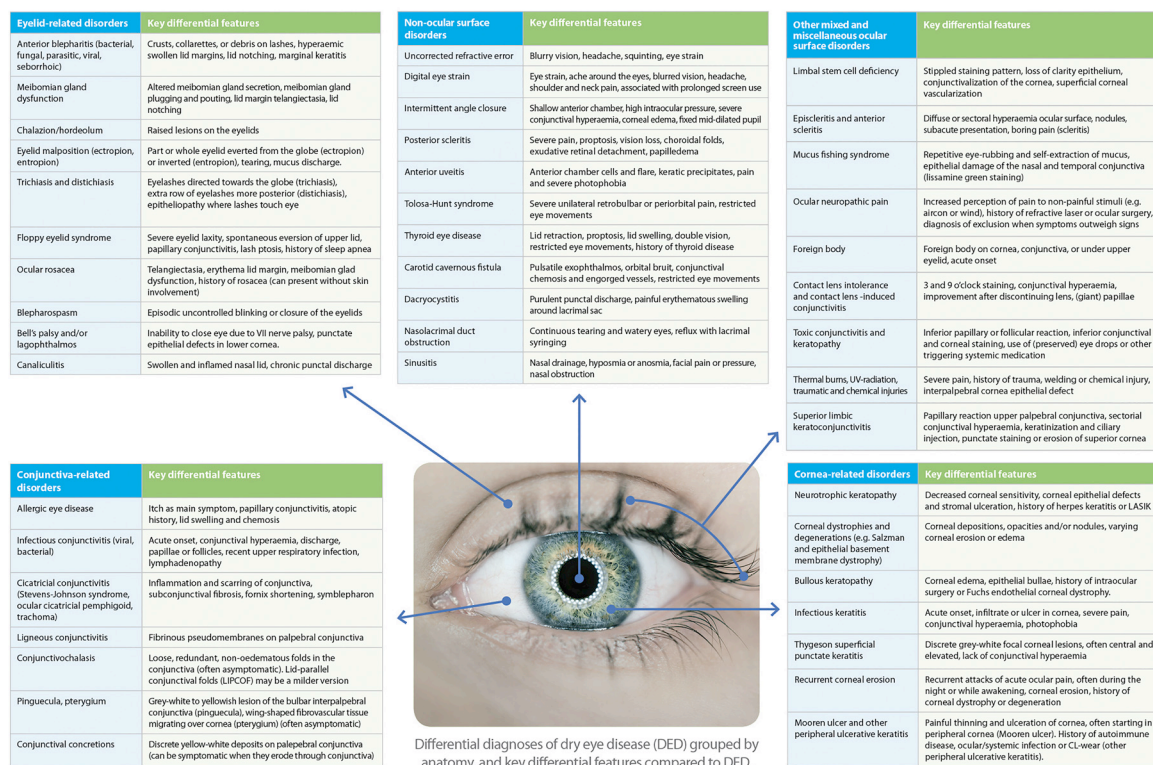 Eyelid-related disorders
Key differential features
Anterior blepharitis (bacterial,
fungal, parasitic, viral,
seborrhoic)
Crusts, collarettes, or debris on lashes, hyperaemic
swollen lid margins, lid notching, marginal keratitis
Meibomian gland
dysfunction
Altered meibomian gland secretion, meibomian gland
plugging and pouting, lid margin telangiectasia, lid
notching
Chalazion/hordeolum
Raised lesions on the eyelids
Eyelid malposition (ectropion,
entropion)
Part or whole eyelid everted from the globe (ectropion)
or inverted (entropion), tearing, mucus discharge.
Trichiasis and distichiasis
Eyelashes directed towards the globe (trichiasis),
extra row of eyelashes more posterior (distichiasis),
epitheliopathy where lashes touch eye
Floppy eyelid syndrome
Severe eyelid laxity, spontaneous eversion of upper lid,
papillary conjunctivitis, lash ptosis, history of sleep apnea
Ocular rosacea
Telangiectasia, erythema lid margin, meibomian glad
dysfunction, history of rosacea (can present without skin
involvement)
Blepharospasm
Episodic uncontrolled blinking or closure of the eyelids
Bell's palsy and/or
lagophthalmos
Inability to close eye due to VII nerve palsy, punctate
epithelial defects in lower cornea.
Canaliculitis
Swollen and inflamed nasal lid, chronic punctal discharge
Non-ocular surface
disorders
Key differential features
Uncorrected refractive error
Blurry vision, headache, squinting, eye strain
Digital eye strain
Eye strain, ache around the eyes, blurred vision, headache,
shoulder and neck pain, associated with prolonged screen use
Intermittent angle closure
Shallow anterior chamber, high intraocular pressure, severe
conjunctival hyperaemia, corneal edema, fixed mid-dilated pupil
Posterior scleritis
Severe pain, proptosis, vision loss, choroidal folds,
exudative retinal detachment, papilledema
Anterior uveitis
Anterior chamber cells and flare, keratic precipitates, pain
and severe photophobia
Tolosa-Hunt syndrome
Severe unilateral retrobulbar or periorbital pain, restricted
eye movements
Thyroid eye disease
Lid retraction, proptosis, lid swelling, double vision,
restricted eye movements, history of thyroid disease
Carotid cavernous fistula
Pulsatile exophthalmos, orbital bruit, conjunctival
chemosis and engorged vessels, restricted eye movements
Dacryocystitis
Purulent punctal discharge, painful erythematous swelling
around lacrimal sac
Nasolacrimal duct
obstruction
Continuous tearing and watery eyes, reflux with lacrimal
syringing
Sinusitis
Nasal drainage, hyposmia or anosmia, facial pain or pressure,
nasal obstruction
Other mixed and
miscellaneous ocular
surface disorders
Key differential features
Limbal stem cell deficiency
Stippled staining pattern, loss of clarity epithelium,
conjunctivalization of the cornea, superficial corneal
vascularization
Episcleritis and anterior
scleritis
Diffuse or sectoral hyperaemia ocular surface, nodules,
subacute presentation, boring pain (scleritis)
Mucus fishing syndrome
Repetitive eye-rubbing and self-extraction of mucus,
epithelial damage of the nasal and temporal conjunctiva
(lissamine green staining)
Ocular neuropathic pain
Increased perception of pain to non-painful stimuli (e.g.
aircon or wind), history of refractive laser or ocular surgery,
diagnosis of exclusion when symptoms outweigh signs
Foreign body
Foreign body on cornea, conjunctiva, or under upper
eyelid, acute onset
Contact lens intolerance
and contact lens -induced
conjunctivitis
3 and 9 o'clock staining, conjunctival hyperaemia,
improvement after discontinuing lens, (giant) papillae
Toxic conjunctivitis and
keratopathy
Inferior papillary or follicular reaction, inferior conjunctival
and corneal staining, use of (preserved) eye drops or other
triggering systemic medication
Thermal burns, UV-radiation,
traumatic and chemical injuries
Severe pain, history of trauma, welding or chemical injury,
interpalpebral cornea epithelial defect
Superior limbic
keratoconjunctivitis
Papillary reaction upper palpebral conjunctiva, sectorial
conjunctival hyperaemia, keratinization and ciliary
injection, punctate staining or erosion of superior cornea
Conjunctiva-related
disorders
Key differential features
Allergic eye disease
Itch as main symptom, papillary conjunctivitis, atopic
history, lid swelling and chemosis
Infectious conjunctivitis (viral,
bacterial)
Acute onset, conjunctival hyperaemia, discharge,
papillae or follicles, recent upper respiratory infection,
lymphadenopathy
Cicatricial conjunctivitis
(Stevens-Johnson syndrome,
ocular cicatricial pemphigoid,
trachoma)
Inflammation and scarring of conjunctiva,
subconjunctival fibrosis, fornix shortening, symblepharon
Ligneous conjunctivitis
Fibrinous pseudomembranes on palpebral conjunctiva
Conjunctivochalasis
Loose, redundant, non-oedematous folds in the
conjunctiva (often asymptomatic). Lid-parallel
conjunctival folds (LIPCOF) may be a milder version
Pinguecula, pterygium
Grey-white to yellowish lesion of the bulbar interpalpebral
conjunctiva (pinguecula), wing-shaped fibrovascular tissue
migrating over cornea (pterygium) (often asymptomatic)
Conjunctival concretions
Discrete yellow-white deposits on palepebral conjunctiva
(can be symptomatic when they erode through conjunctiva)
Differential diagnoses of dry eye disease (DED) grouped by
anatomy, and key differential features compared to DED
Cornea-related disorders
Key differential features
Neurotrophic keratopathy
Decreased corneal sensitivity, corneal epithelial defects
and stromal ulceration, history of herpes keratitis or LASIK
Corneal dystrophies and
degenerations (e.g. Salzman
and epithelial basement
membrane dystrophy)
Corneal depositions, opacities and/or nodules, varying
corneal erosion or edema
Bullous keratopathy
Corneal edema, epithelial bullae, history of intraocular
surgery or Fuchs endothelial corneal dystrophy.
Infectious keratitis
Acute onset, infiltrate or ulcer in cornea, severe pain,
conjunctival hyperaemia, photophobia
Thygeson superficial
punctate keratitis
Discrete grey-white focal corneal lesions, often central and
elevated, lack of conjunctival hyperaemia
Recurrent corneal erosion
Recurrent attacks of acute ocular pain, often during the
night or while awakening, corneal erosion, history of
corneal dystrophy or degeneration
Mooren ulcer and other
peripheral ulcerative keratitis
Painful thinning and ulceration of cornea, often starting in
peripheral cornea (Mooren ulcer). History of autoimmune
disease, ocular/systemic infection or CL-wear (other
peripheral ulcerative keratitis).